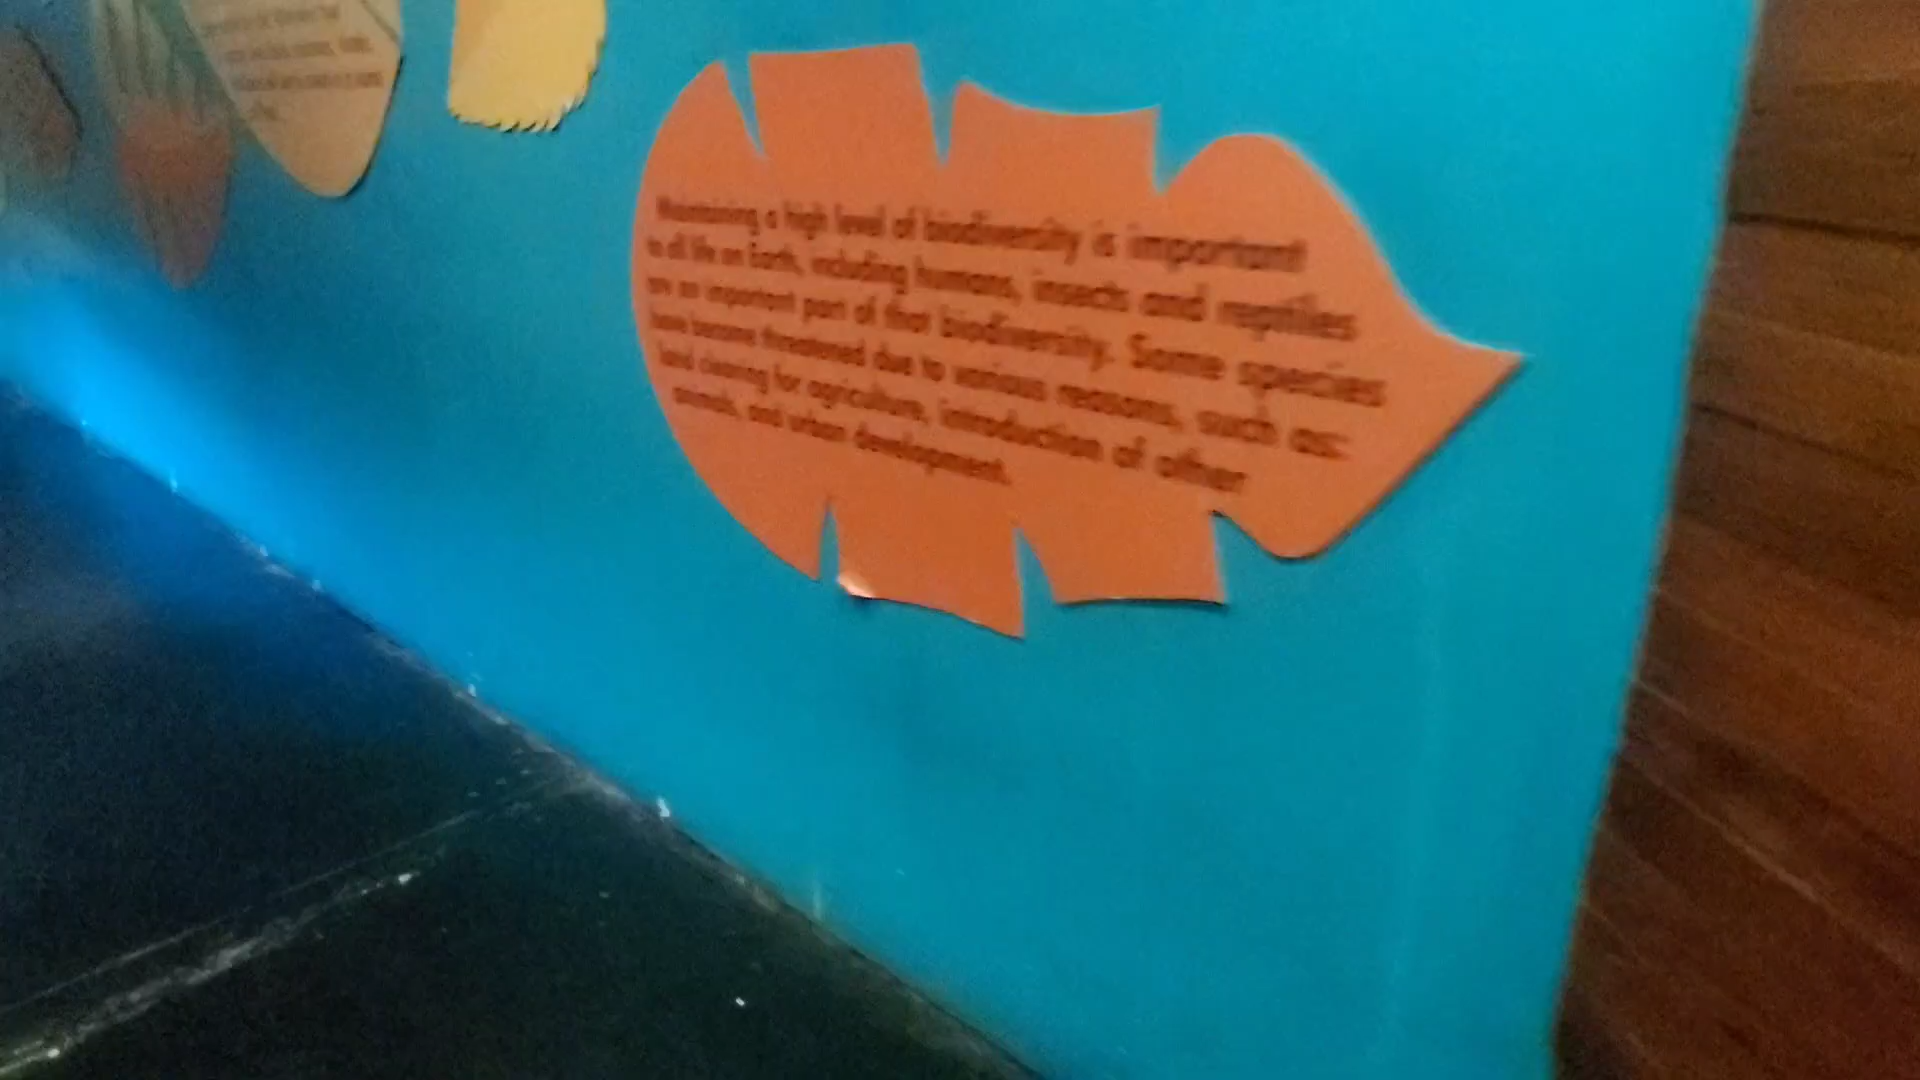 Maintaining a high level of biodiversity is important
to all life on Earth, including humans, insects and reptiles
are an important part of that biodiversity. Some species
have become threatened due to various reasons, such as:
land clearing for agriculture, introduction of other
animals, and urban development.